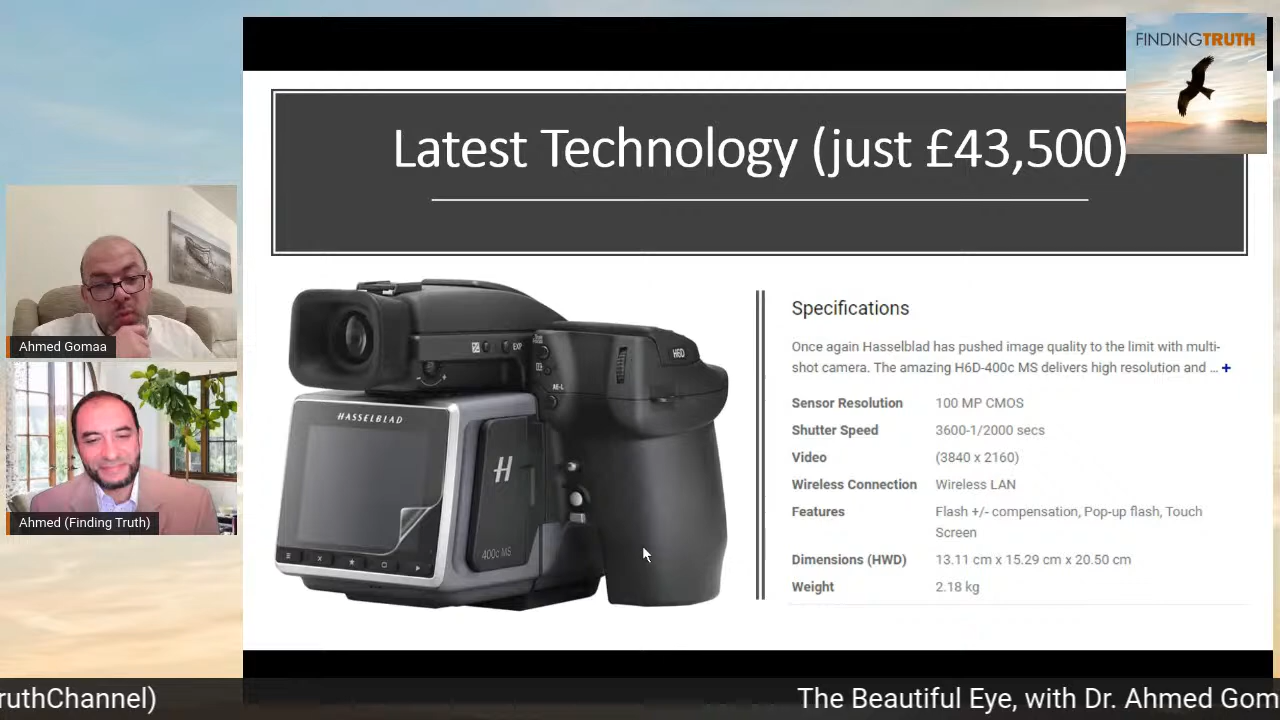 FINDINGTRUTH
Latest Technology (just £43,500)
Ahmed Gomaa
Ahmed (Finding Truth)
EXP
AE-L
H6D
HASSELBLAD
H
400c MS
Specifications
Once again Hasselblad has pushed image quality to the limit with multi-
shot camera. The amazing H6D-400c MS delivers high resolution and ... +
Sensor Resolution 100 MP CMOS
Shutter Speed 3600-1/2000 secs
Video (3840 x 2160)
Wireless Connection Wireless LAN
Features Flash +/- compensation, Pop-up flash, Touch
Screen
Dimensions (HWD) 13.11 cm x 15.29 cm x 20.50 cm
Weight 2.18 kg
ruthChannel) The Beautiful Eye, with Dr. Ahmed Gom